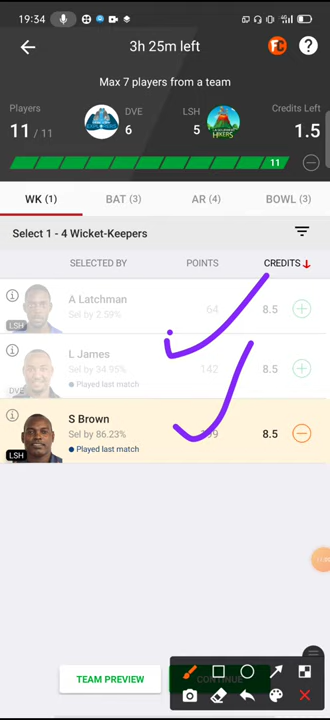 19:34
3h 25m left
FC
?
Max 7 players from a team
Players
11 / 11
DVE
6
LSH
5
HIKERS
Credits Left
1.5
11
WK (1)
BAT (3)
AR (4)
BOWL (3)
Select 1 - 4 Wicket-Keepers
SELECTED BY
POINTS
CREDITS
A Latchman
Sel by 2.59%
64
8.5
LSH
L James
Sel by 34.95%
142
8.5
Played last match
DVE
S Brown
Sel by 86.23%
8.5
Played last match
LSH
TEAM PREVIEW
CONTINUE